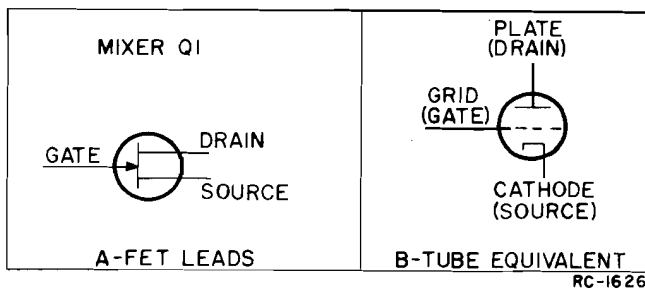 MIXER Q1
GATE
DRAIN
SOURCE
A-FET LEADS
PLATE
(DRAIN)
GRID
(GATE)
CATHODE
(SOURCE)
B-TUBE EQUIVALENT
RC-1626